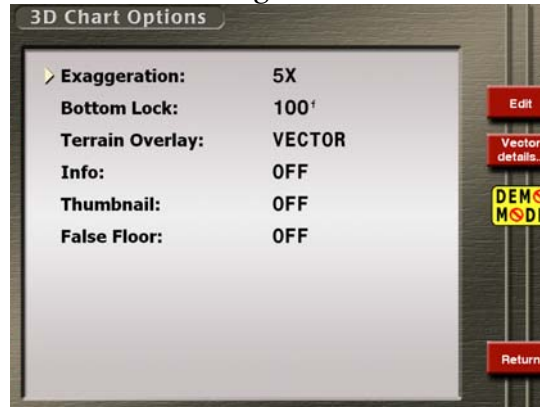 3D Chart Options
Exaggeration: 5X
Bottom Lock: 100f
Terrain Overlay: VECTOR
Info: OFF
Thumbnail: OFF
False Floor: OFF
Edit
Vector
details..
Return